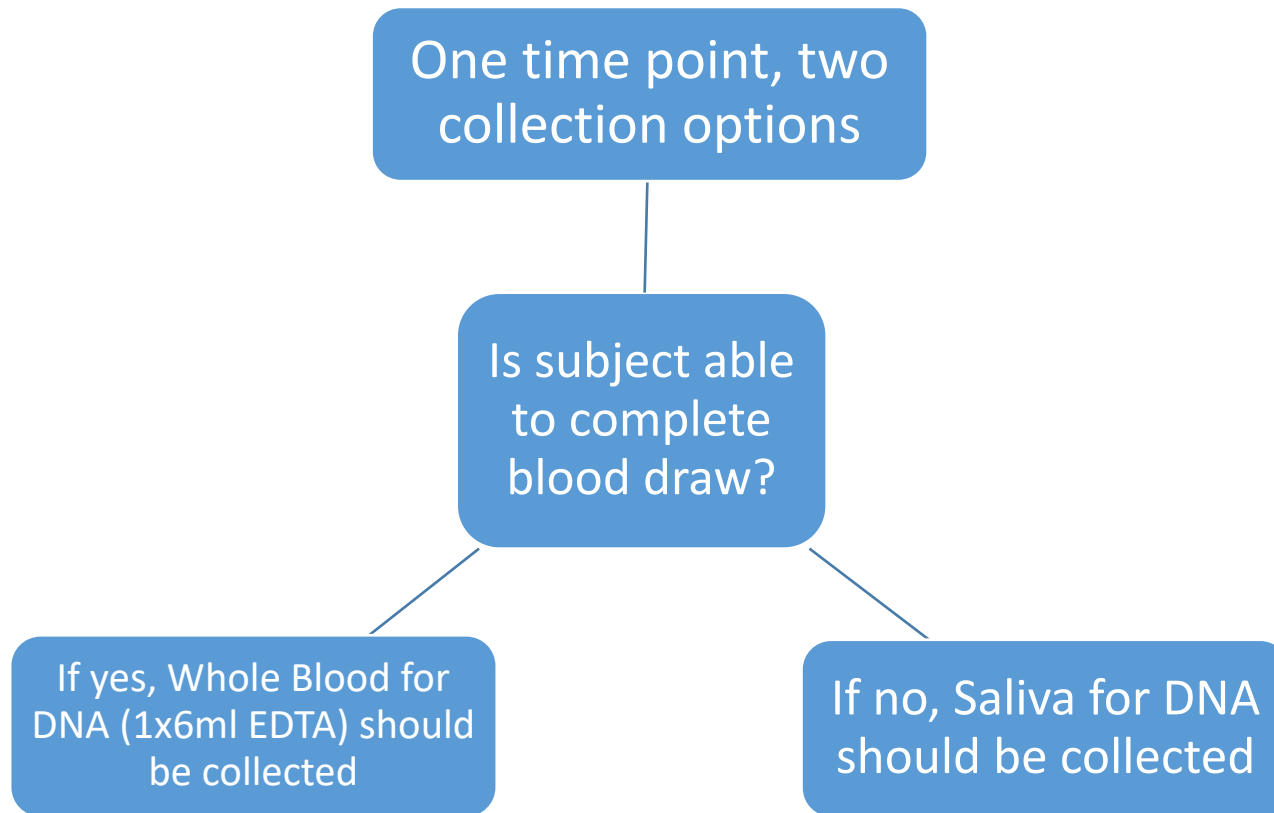 One time point, two
collection options
Is subject able
to complete
blood draw?
If yes, Whole Blood for
DNA (1x6ml EDTA) should
be collected
If no, Saliva for DNA
should be collected